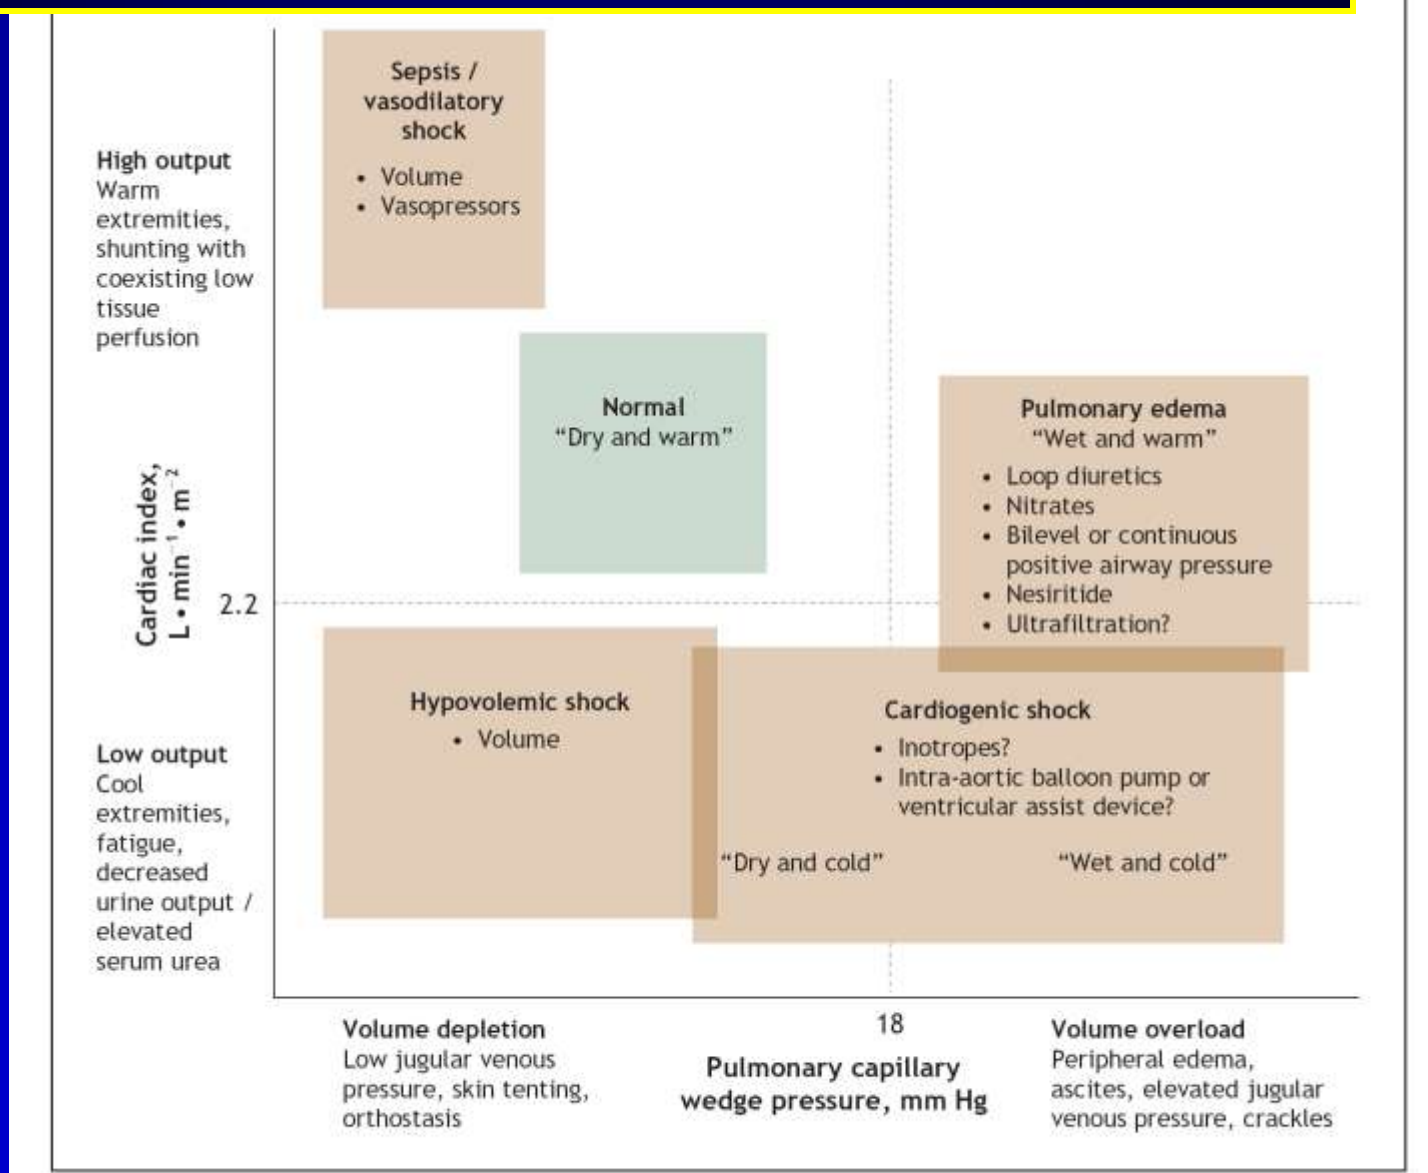 Sepsis /
vasodilatory
shock
• Volume
• Vasopressors
High output
Warm
extremities,
shunting with
coexisting low
tissue
perfusion
Normal
“Dry and warm”
Pulmonary edema
“Wet and warm”
• Loop diuretics
• Nitrates
• Bilevel or continuous
positive airway pressure
• Nesiritide
• Ultrafiltration?
Cardiac index,
L • min⁻¹ • m⁻²
2.2
Hypovolemic shock
• Volume
Cardiogenic shock
• Inotropes?
• Intra-aortic balloon pump or
ventricular assist device?
“Dry and cold”
“Wet and cold”
Low output
Cool
extremities,
fatigue,
decreased
urine output /
elevated
serum urea
Volume depletion
Low jugular venous
pressure, skin tenting,
orthostasis
18
Pulmonary capillary
wedge pressure, mm Hg
Volume overload
Peripheral edema,
ascites, elevated jugular
venous pressure, crackles